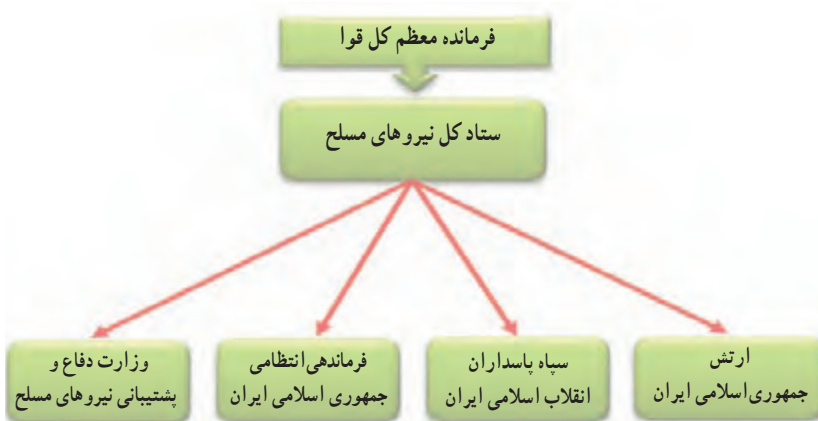 فرمانده معظم کل قوا
ستاد کل نیروهای مسلح
ارتش
جمهوری اسلامی ایران
سپاه پاسداران
انقلاب اسلامی ایران
فرماندهی انتظامی
جمهوری اسلامی ایران
وزارت دفاع و
پشتیبانی نیروهای مسلح